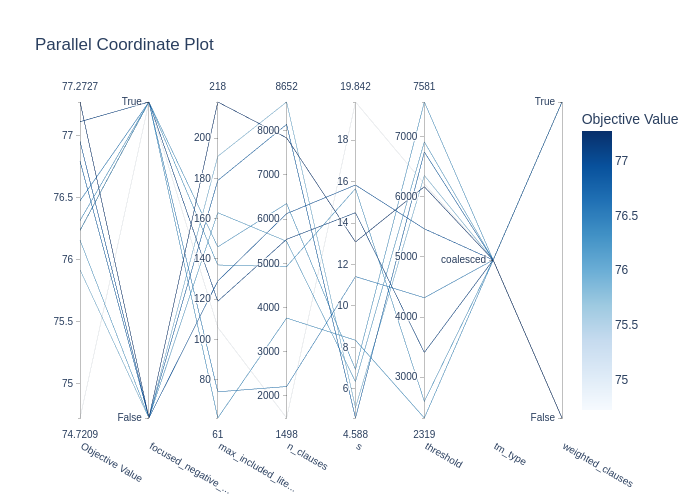 Parallel Coordinate Plot
77.2727 218 8652 19.842 7581
True True
Objective Value
77 200 8000 18 7000 77
180 7000
76.5 160 6000 16 6000 76.5
140 14
76 5000 12 5000 coalesced 76
120 4000 10 4000
75.5 100 3000 8 75.5
75 80 2000 6 3000 75
False False
74.7209 61 1498 4.588 2319
Objective Value
focused_negative_...
max_included_lite...
n_clauses
s
threshold
tm_type
weighted_clauses